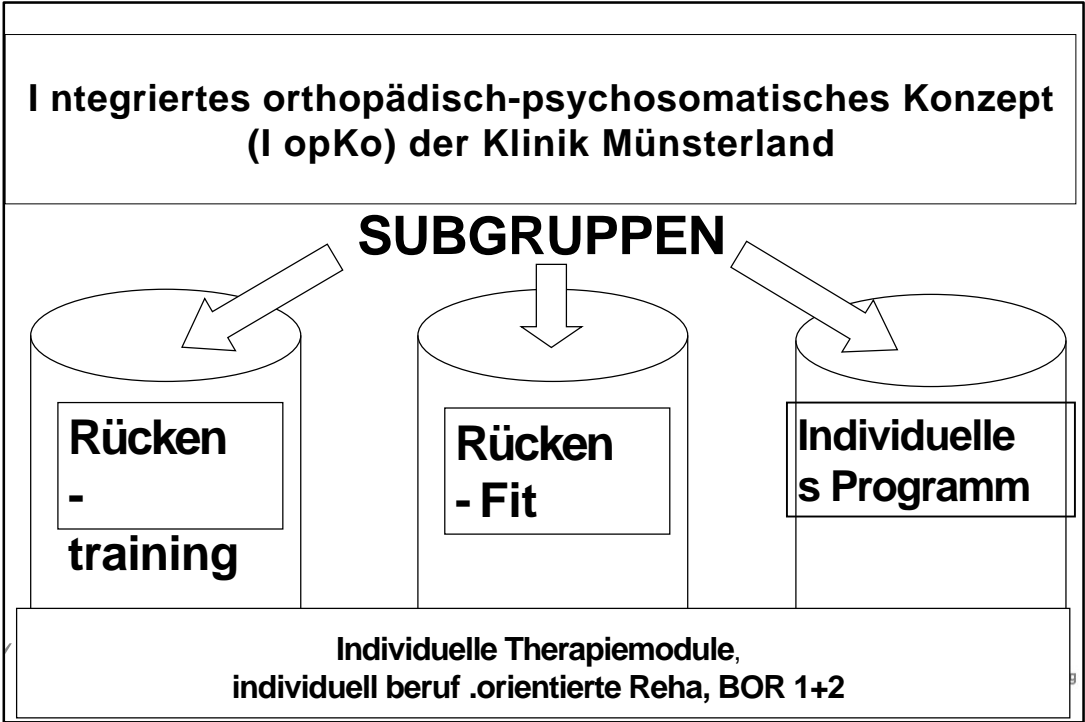 I ntegriertes orthopädisch-psychosomatisches Konzept
(I opKo) der Klinik Münsterland
SUBGRUPPEN
Rücken
-
training
Rücken
- Fit
Individuelle
s Programm
Individuelle Therapiemodule,
individuell beruf .orientierte Reha, BOR 1+2